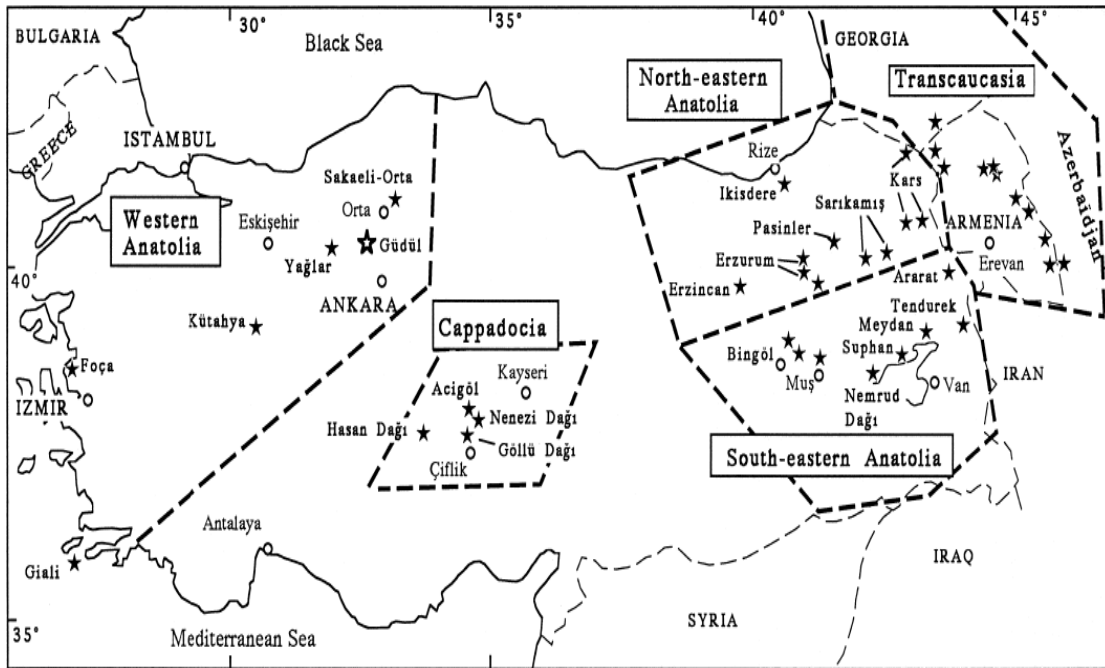 30°
35°
40°
45°
BULGARIA
Black Sea
GEORGIA
North-eastern
Anatolia
Transcaucasia
GREECE
ISTAMBUL
Rize
Azerbaidjan
Sakaeli-Orta
Ikisdere
Kars
Western
Anatolia
Orta
Eskişehir
Güdül
Sarıkamış
ARMENIA
Pasinler
Yağlar
Erzurum
Erevan
40°
ANKARA
Erzincan
Ararat
Kütahya
Cappadocia
Tendurek
Meydan
Bingöl
Suphan
Foça
Kayseri
Muş
Van
IRAN
IZMIR
Acigöl
Nemrud
Dağı
Nenezi Dağı
Hasan Dağı
Göllü Dağı
Çiflik
South-eastern Anatolia
Antalaya
Giali
IRAQ
SYRIA
35°
Mediterranean Sea